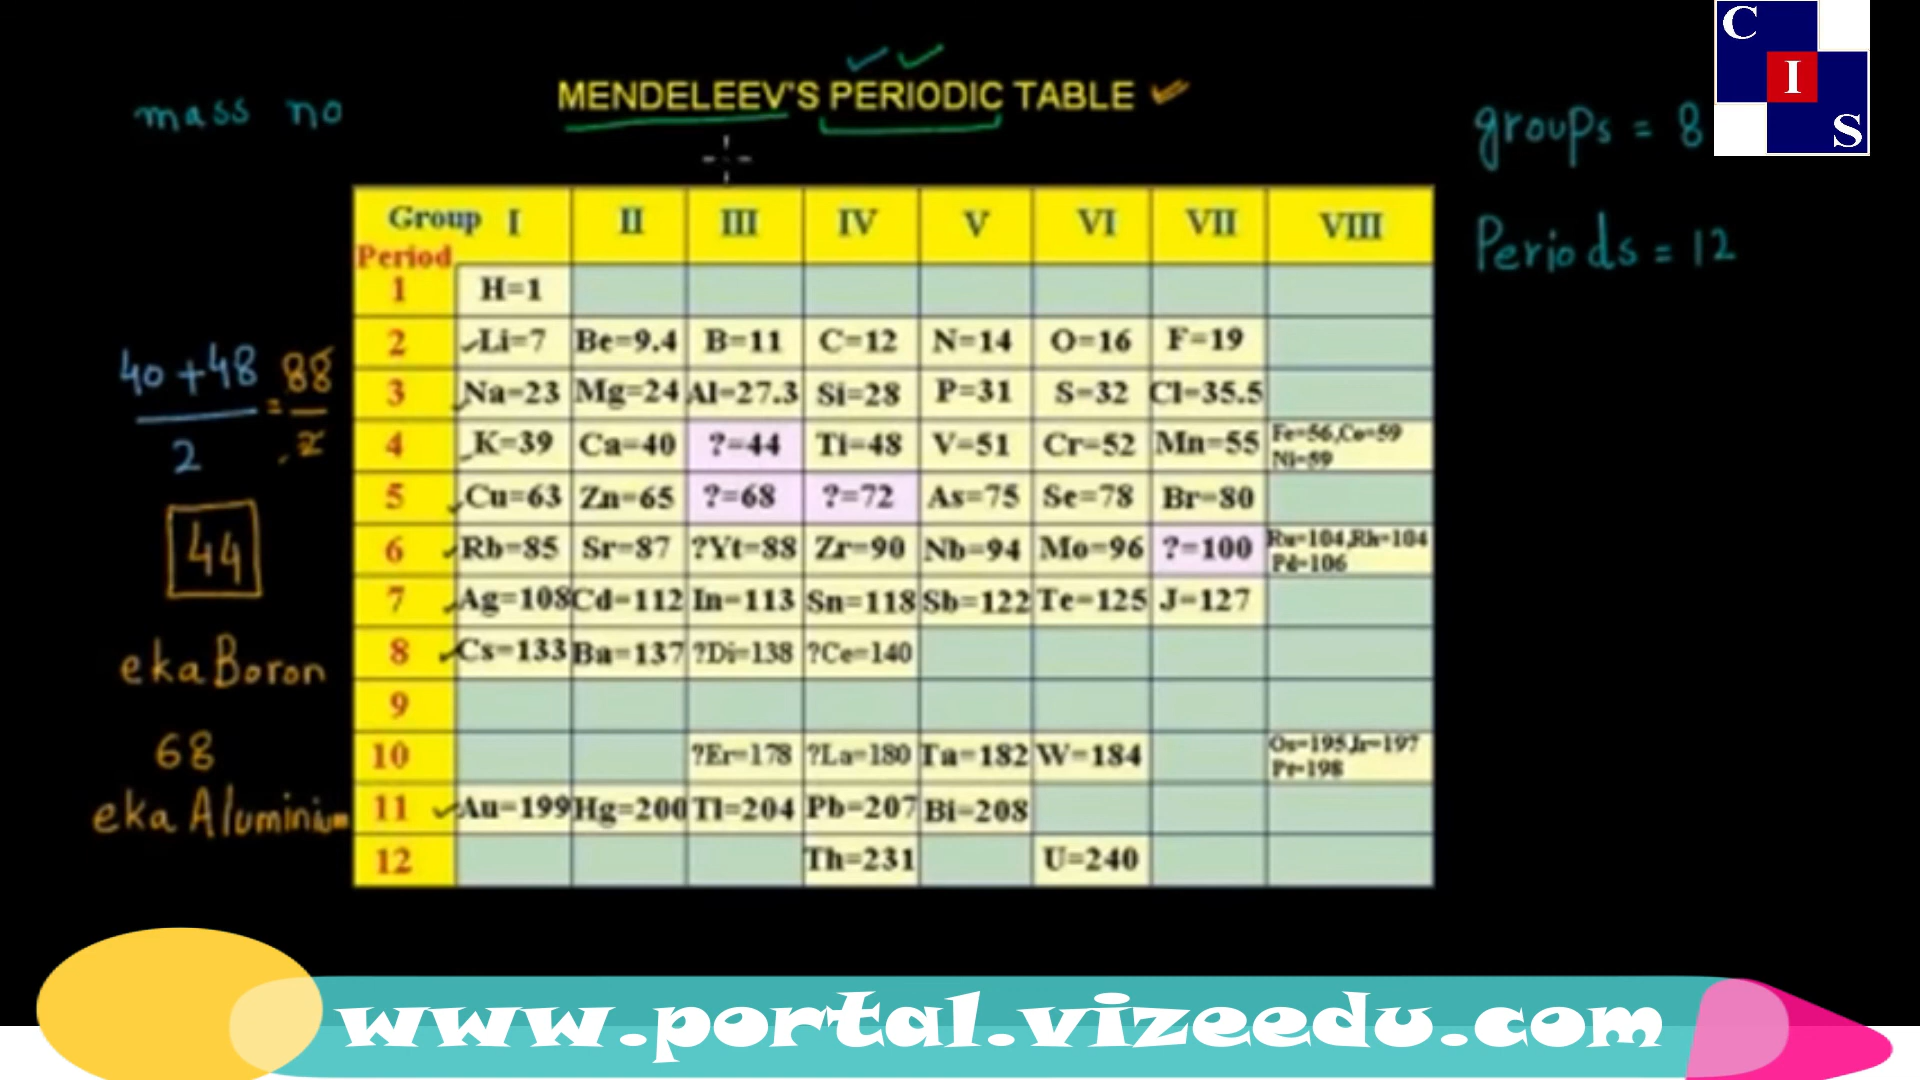 C
I
S
MENDELEEV'S PERIODIC TABLE
mass no
groups = 8
Periods = 12
Group I II III IV V VI VII VIII
Period
1 H=1
2 Li=7 Be=9.4 B=11 C=12 N=14 O=16 F=19
3 Na=23 Mg=24 Al=27.3 Si=28 P=31 S=32 Cl=35.5
4 K=39 Ca=40 ?=44 Ti=48 V=51 Cr=52 Mn=55 Fe=56,Co=59
Ni=59
5 Cu=63 Zn=65 ?=68 ?=72 As=75 Se=78 Br=80
6 Rb=85 Sr=87 ?Yt=88 Zr=90 Nb=94 Mo=96 ?=100 Ru=104,Rh=104
Pd=106
7 Ag=108 Cd=112 In=113 Sn=118 Sb=122 Te=125 J=127
8 Cs=133 Ba=137 ?Di=138 ?Ce=140
9
10 ?Er=178 ?La=180 Ta=182 W=184 Os=195,Ir=197
11 Au=199 Hg=200 Tl=204 Pb=207 Bi=208
12 Th=231 U=240
40+48 = 88
2 2
44
eka Boron
68
eka Aluminium
www.portal.vizeedu.com